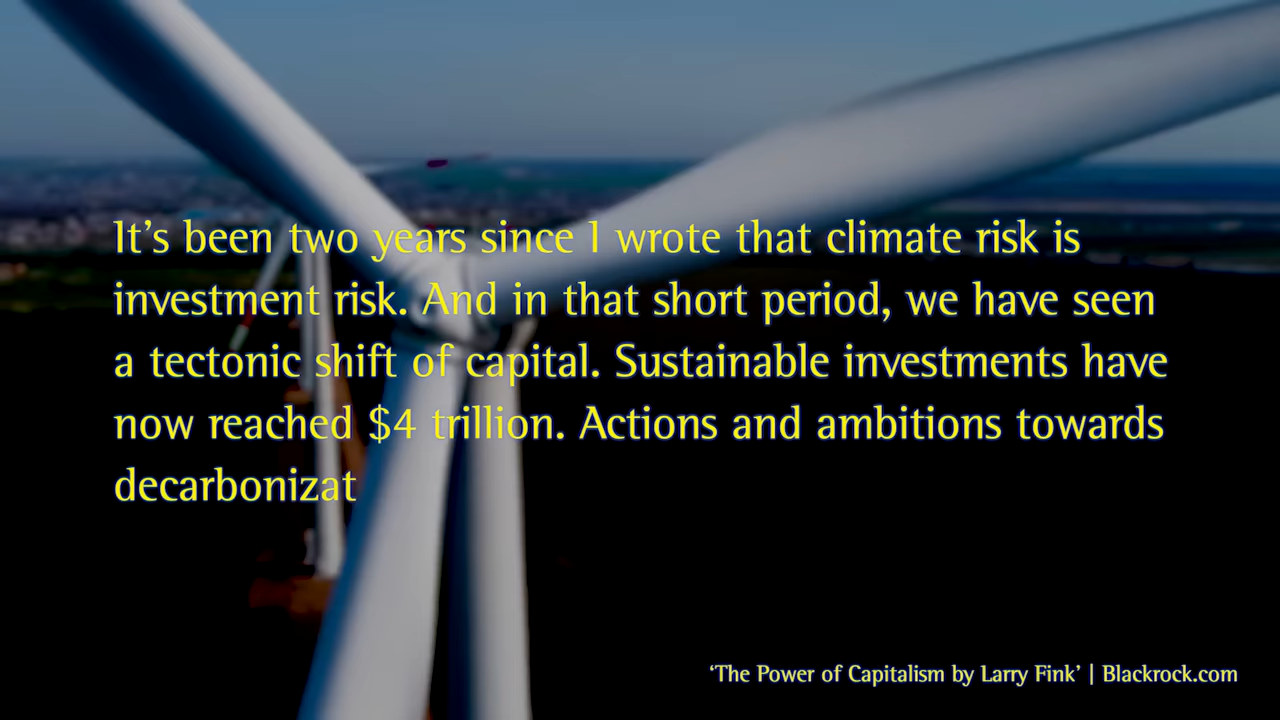 It’s been two years since I wrote that climate risk is
investment risk. And in that short period, we have seen
a tectonic shift of capital. Sustainable investments have
now reached $4 trillion. Actions and ambitions towards
decarbonizat
‘The Power of Capitalism by Larry Fink’ | Blackrock.com